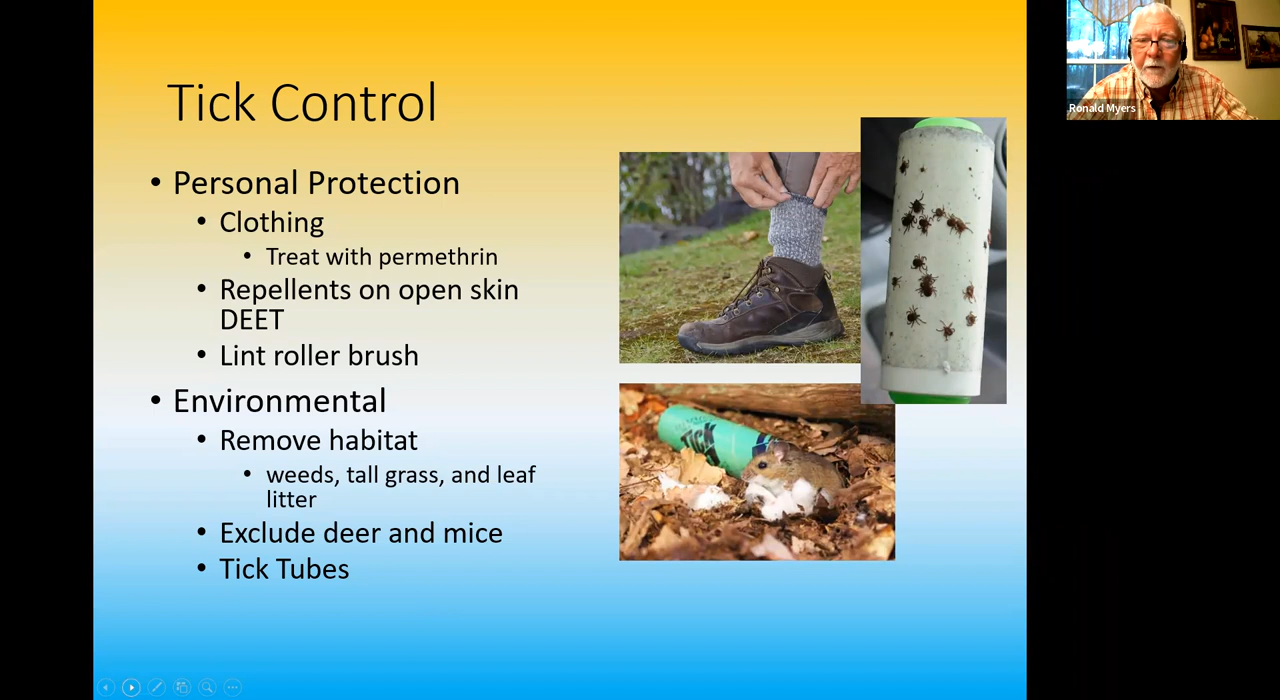 Tick Control
• Personal Protection
• Clothing
• Treat with permethrin
• Repellents on open skin
DEET
• Lint roller brush
• Environmental
• Remove habitat
• weeds, tall grass, and leaf
litter
• Exclude deer and mice
• Tick Tubes
TICK
Ronald Myers